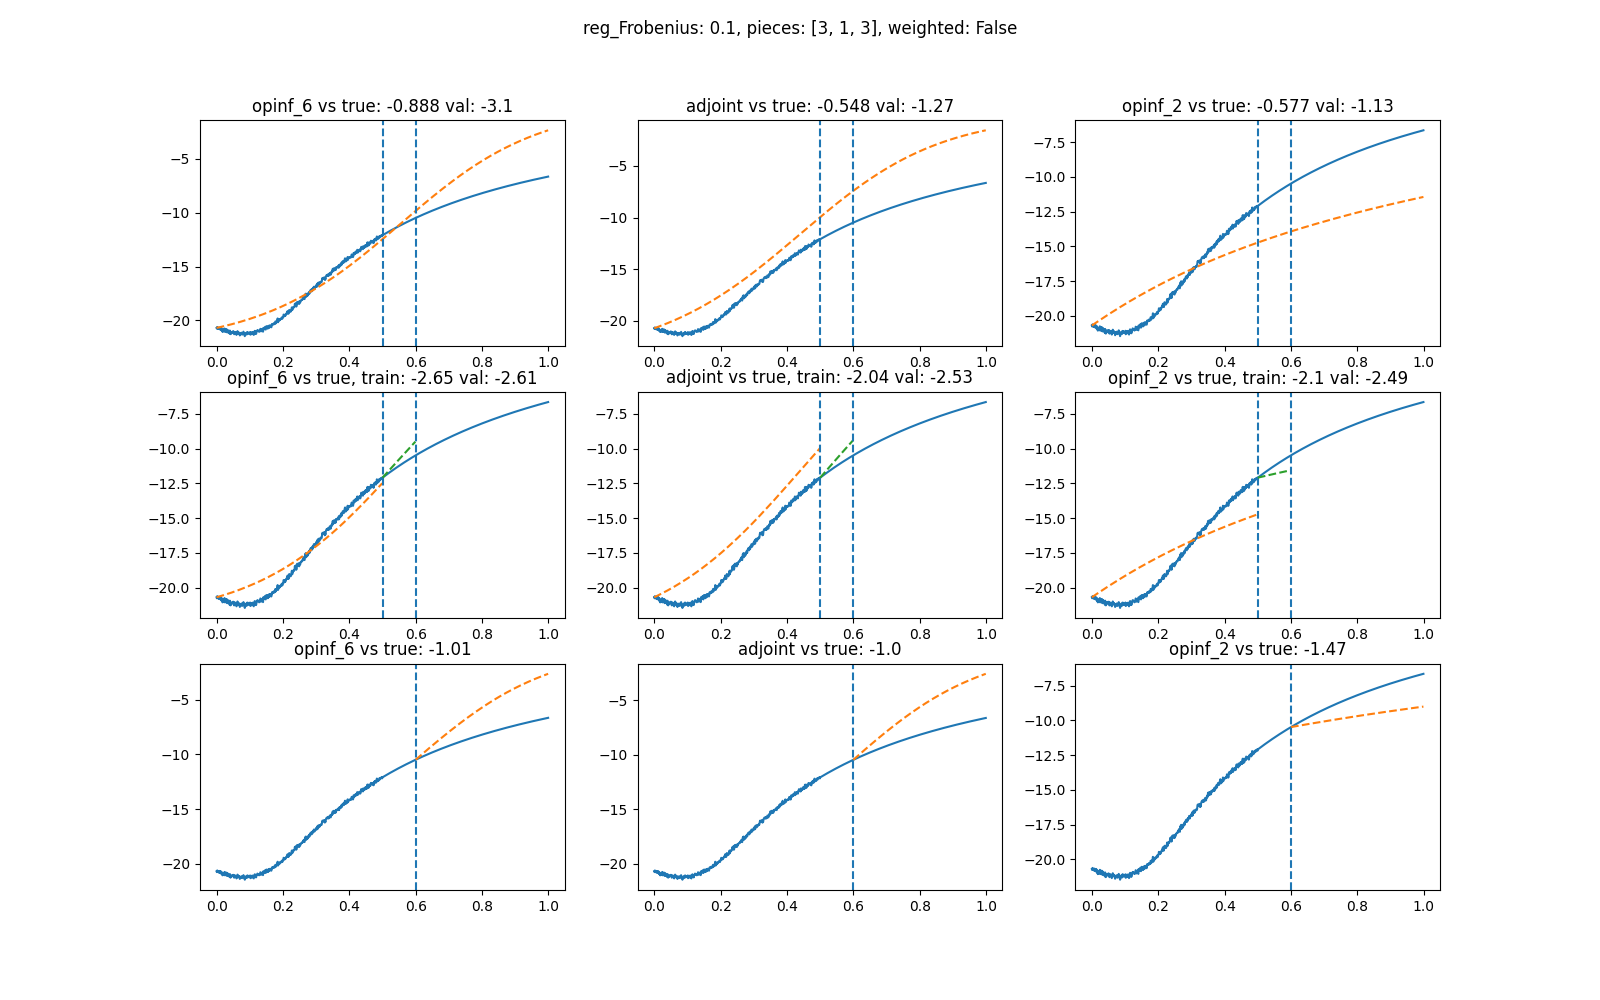 reg_Frobenius: 0.1, pieces: [3, 1, 3], weighted: False
opinf_6 vs true: -0.888 val: -3.1
adjoint vs true: -0.548 val: -1.27
opinf_2 vs true: -0.577 val: -1.13
−5
−10
−15
−20
0.0 0.2 0.4 0.6 0.8 1.0
−5
−10
−15
−20
0.0 0.2 0.4 0.6 0.8 1.0
−7.5
−10.0
−12.5
−15.0
−17.5
−20.0
0.0 0.2 0.4 0.6 0.8 1.0
opinf_6 vs true, train: -2.65 val: -2.61
adjoint vs true, train: -2.04 val: -2.53
opinf_2 vs true, train: -2.1 val: -2.49
−7.5
−10.0
−12.5
−15.0
−17.5
−20.0
0.0 0.2 0.4 0.6 0.8 1.0
−7.5
−10.0
−12.5
−15.0
−17.5
−20.0
0.0 0.2 0.4 0.6 0.8 1.0
−7.5
−10.0
−12.5
−15.0
−17.5
−20.0
0.0 0.2 0.4 0.6 0.8 1.0
opinf_6 vs true: -1.01
adjoint vs true: -1.0
opinf_2 vs true: -1.47
−5
−10
−15
−20
0.0 0.2 0.4 0.6 0.8 1.0
−5
−10
−15
−20
0.0 0.2 0.4 0.6 0.8 1.0
−7.5
−10.0
−12.5
−15.0
−17.5
−20.0
0.0 0.2 0.4 0.6 0.8 1.0